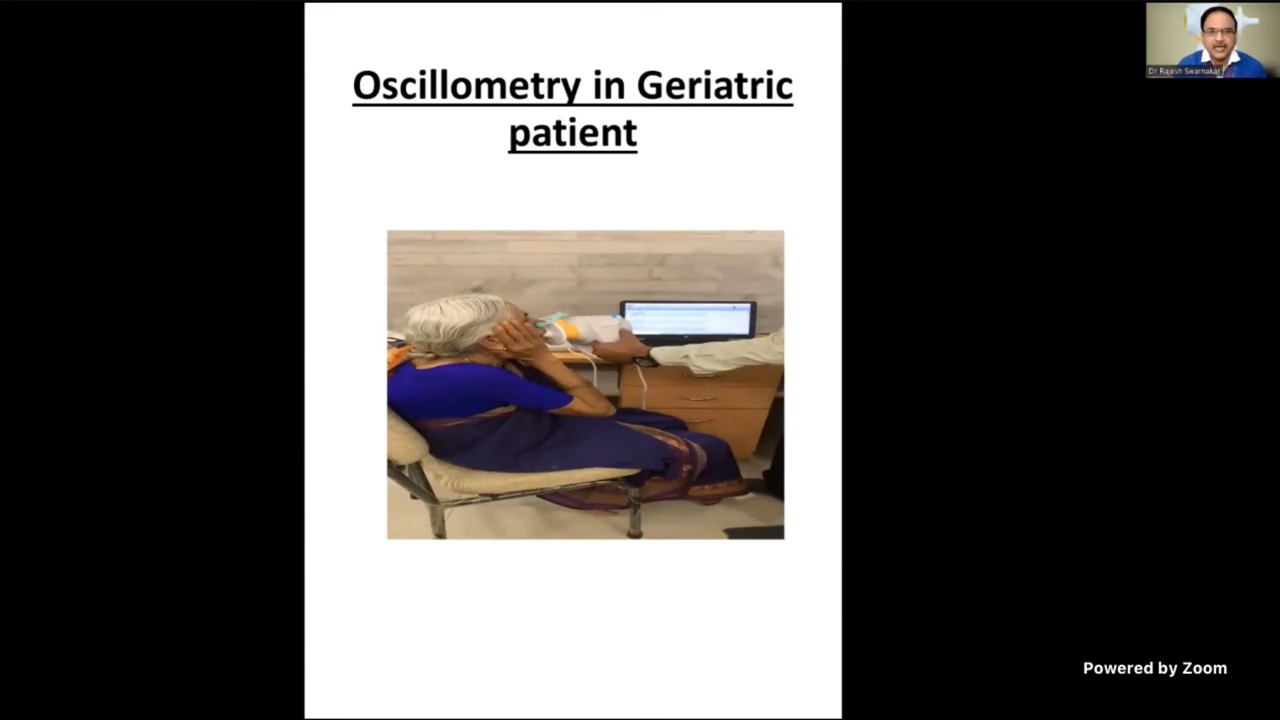 Oscillometry in Geriatric
patient
Dr Rajesh Swarnakar
Powered by Zoom